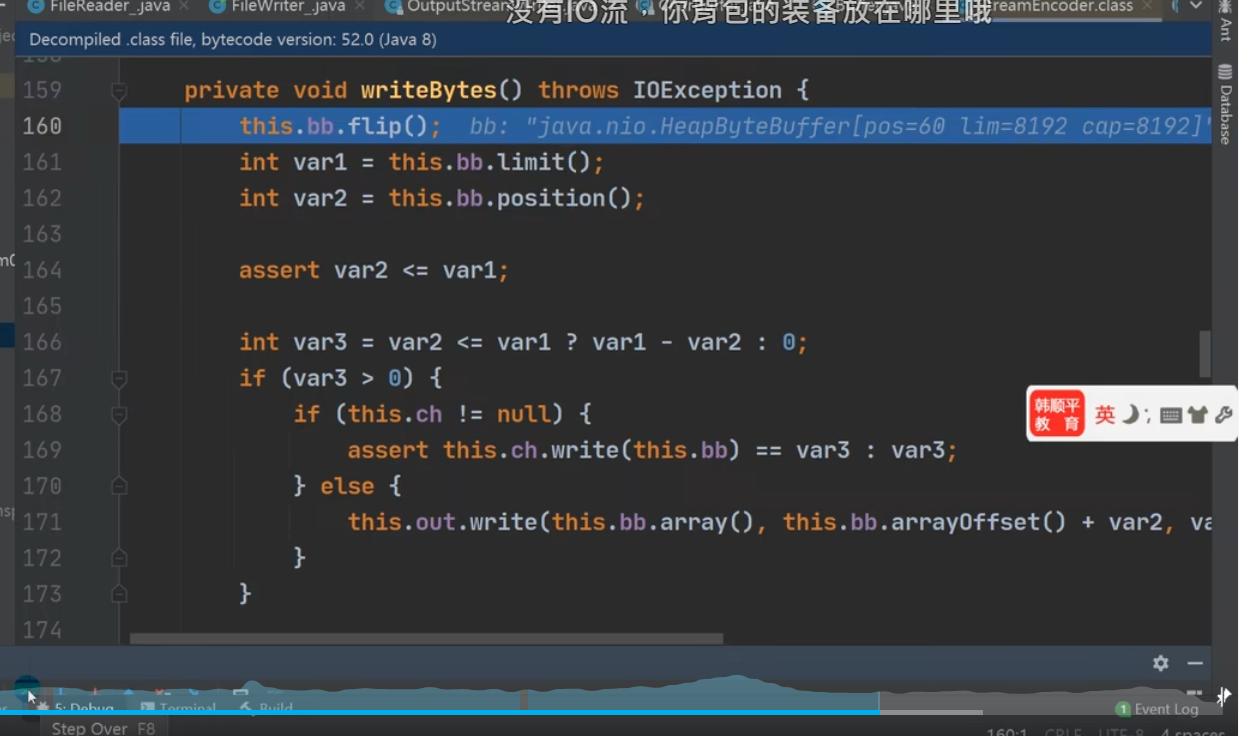 FileReader_.java × FileWriter_.java × OutputStream
没有IO流，你背包的装备放在哪里哦
reamEncoder.class ×
Ant
Decompiled .class file, bytecode version: 52.0 (Java 8)
Database
159 private void writeBytes() throws IOException {
160 this.bb.flip(); bb: "java.nio.HeapByteBuffer[pos=60 lim=8192 cap=8192]"
161 int var1 = this.bb.limit();
162 int var2 = this.bb.position();
163
164 assert var2 <= var1;
165
166 int var3 = var2 <= var1 ? var1 - var2 : 0;
167 if (var3 > 0) {
168 if (this.ch != null) {
169 assert this.ch.write(this.bb) == var3 : var3;
170 } else {
171 this.out.write(this.bb.array(), this.bb.arrayOffset() + var2, va
172 }
173 }
174
韩顺平
教 育
英
5: Debug Terminal Build
1 Event Log
Step Over F8
160:1 CRLF UTF-8 4 spaces